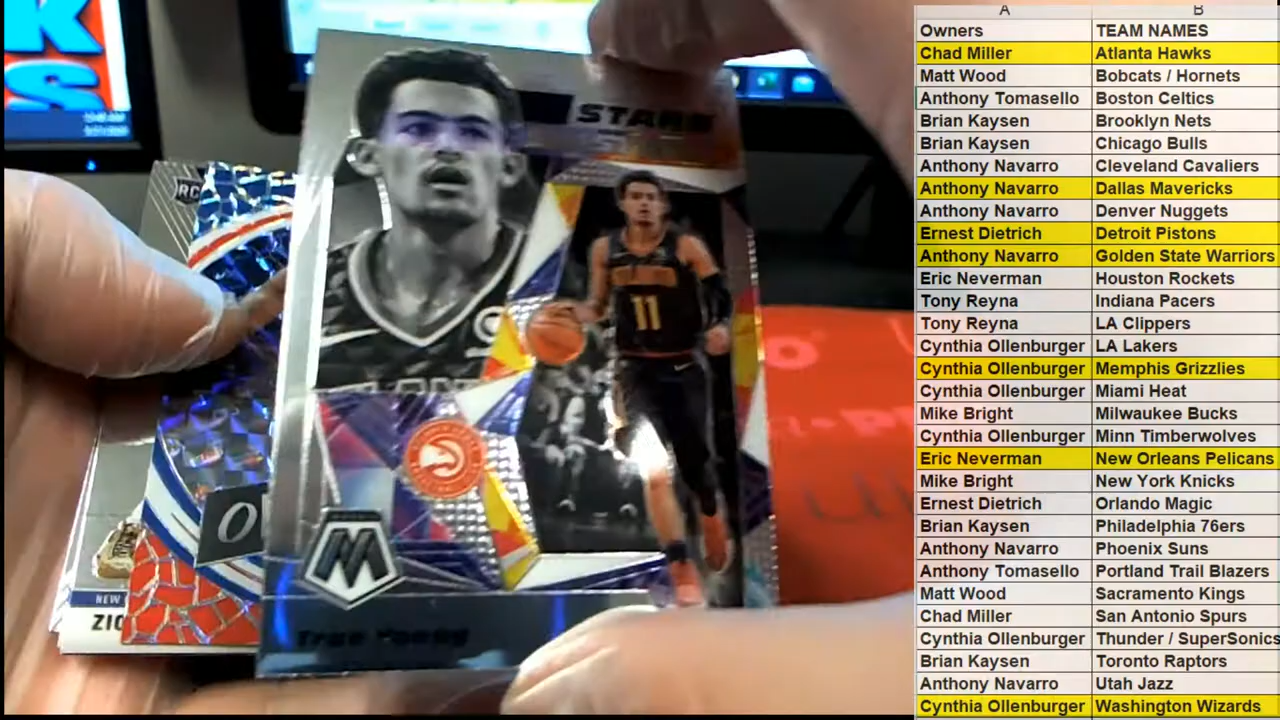 K
S
RC
STARS
11
M
Trae Young
NEW
ZIO
A B
Owners TEAM NAMES
Chad Miller Atlanta Hawks
Matt Wood Bobcats / Hornets
Anthony Tomasello Boston Celtics
Brian Kaysen Brooklyn Nets
Brian Kaysen Chicago Bulls
Anthony Navarro Cleveland Cavaliers
Anthony Navarro Dallas Mavericks
Anthony Navarro Denver Nuggets
Ernest Dietrich Detroit Pistons
Anthony Navarro Golden State Warriors
Eric Neverman Houston Rockets
Tony Reyna Indiana Pacers
Tony Reyna LA Clippers
Cynthia Ollenburger LA Lakers
Cynthia Ollenburger Memphis Grizzlies
Cynthia Ollenburger Miami Heat
Mike Bright Milwaukee Bucks
Cynthia Ollenburger Minn Timberwolves
Eric Neverman New Orleans Pelicans
Mike Bright New York Knicks
Ernest Dietrich Orlando Magic
Brian Kaysen Philadelphia 76ers
Anthony Navarro Phoenix Suns
Anthony Tomasello Portland Trail Blazers
Matt Wood Sacramento Kings
Chad Miller San Antonio Spurs
Cynthia Ollenburger Thunder / SuperSonics
Brian Kaysen Toronto Raptors
Anthony Navarro Utah Jazz
Cynthia Ollenburger Washington Wizards